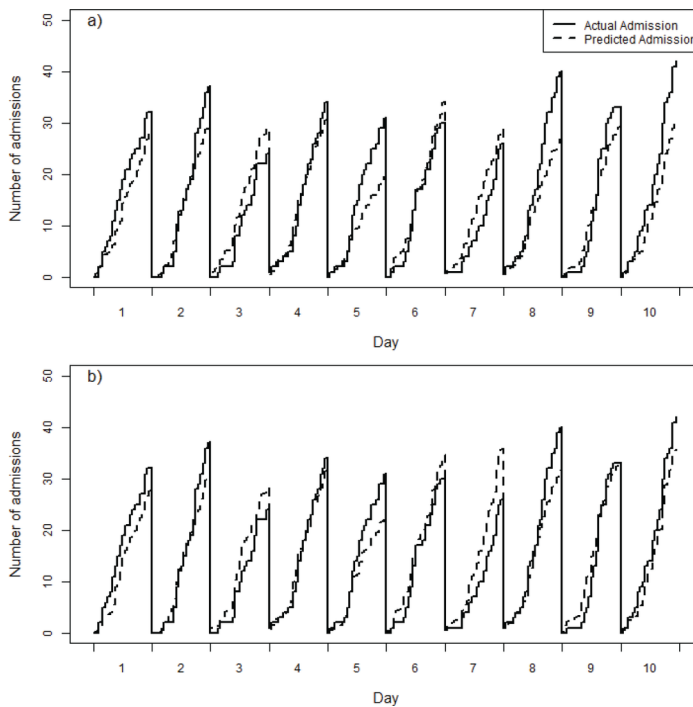 a)
Actual Admission
Predicted Admission
50
40
30
20
10
0
Number of admissions
1 2 3 4 5 6 7 8 9 10
Day
b)
50
40
30
20
10
0
Number of admissions
1 2 3 4 5 6 7 8 9 10
Day